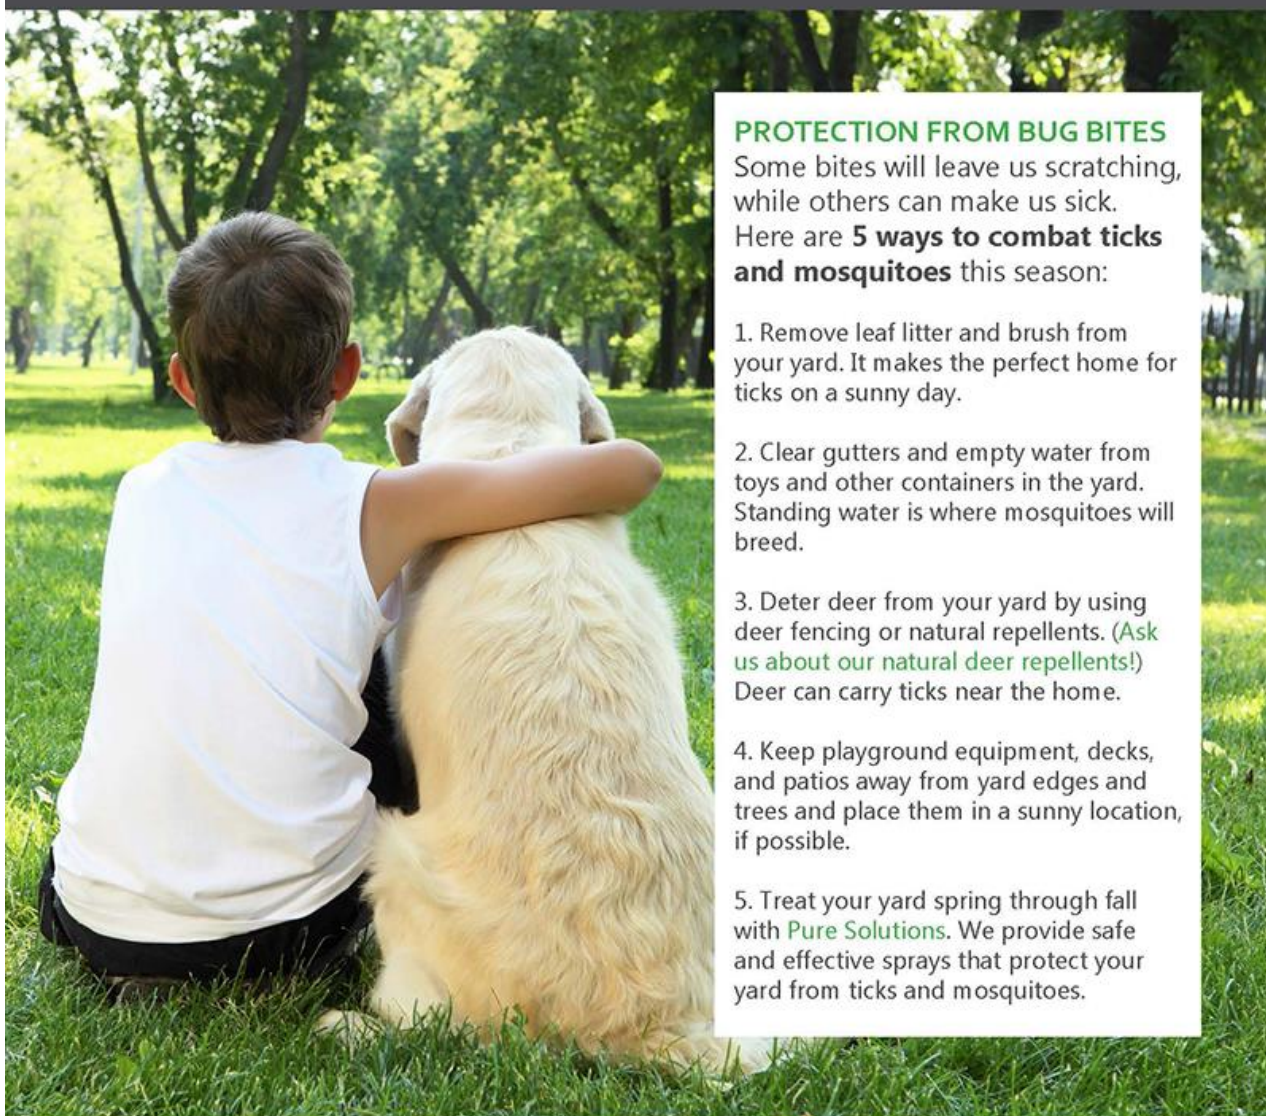 PROTECTION FROM BUG BITES
Some bites will leave us scratching,
while others can make us sick.
Here are 5 ways to combat ticks
and mosquitoes this season:
1. Remove leaf litter and brush from
your yard. It makes the perfect home for
ticks on a sunny day.
2. Clear gutters and empty water from
toys and other containers in the yard.
Standing water is where mosquitoes will
breed.
3. Deter deer from your yard by using
deer fencing or natural repellents. (Ask
us about our natural deer repellents!)
Deer can carry ticks near the home.
4. Keep playground equipment, decks,
and patios away from yard edges and
trees and place them in a sunny location,
if possible.
5. Treat your yard spring through fall
with Pure Solutions. We provide safe
and effective sprays that protect your
yard from ticks and mosquitoes.